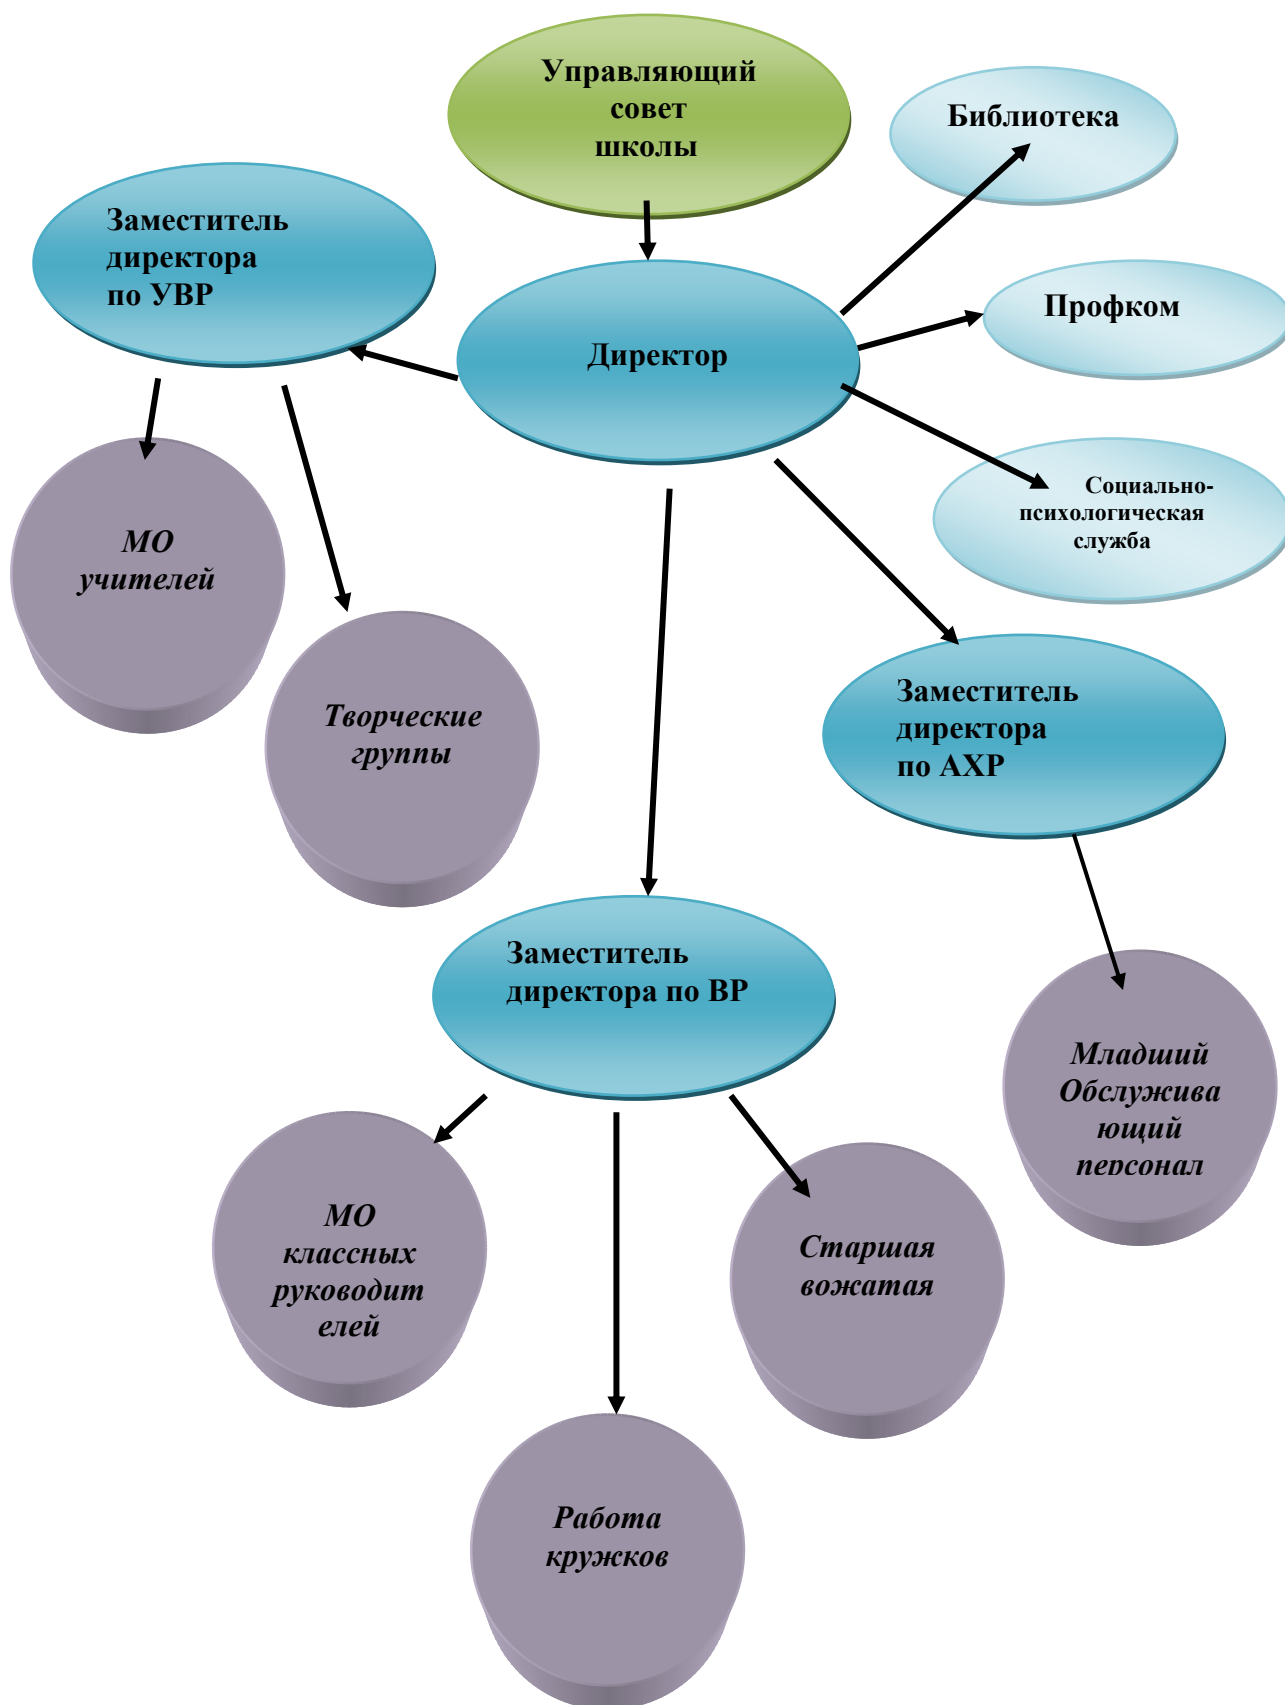 Управляющий
совет
школы
Библиотека
Заместитель
директора
по УВР
Профком
Директор
Социально-
психологическая
служба
МО
учителей
Творческие
группы
Заместитель
директора
по АХР
Заместитель
директора по ВР
Младший
Обслужива
ющий
персонал
МО
классных
руководит
елей
Старшая
вожатая
Работа
кружков